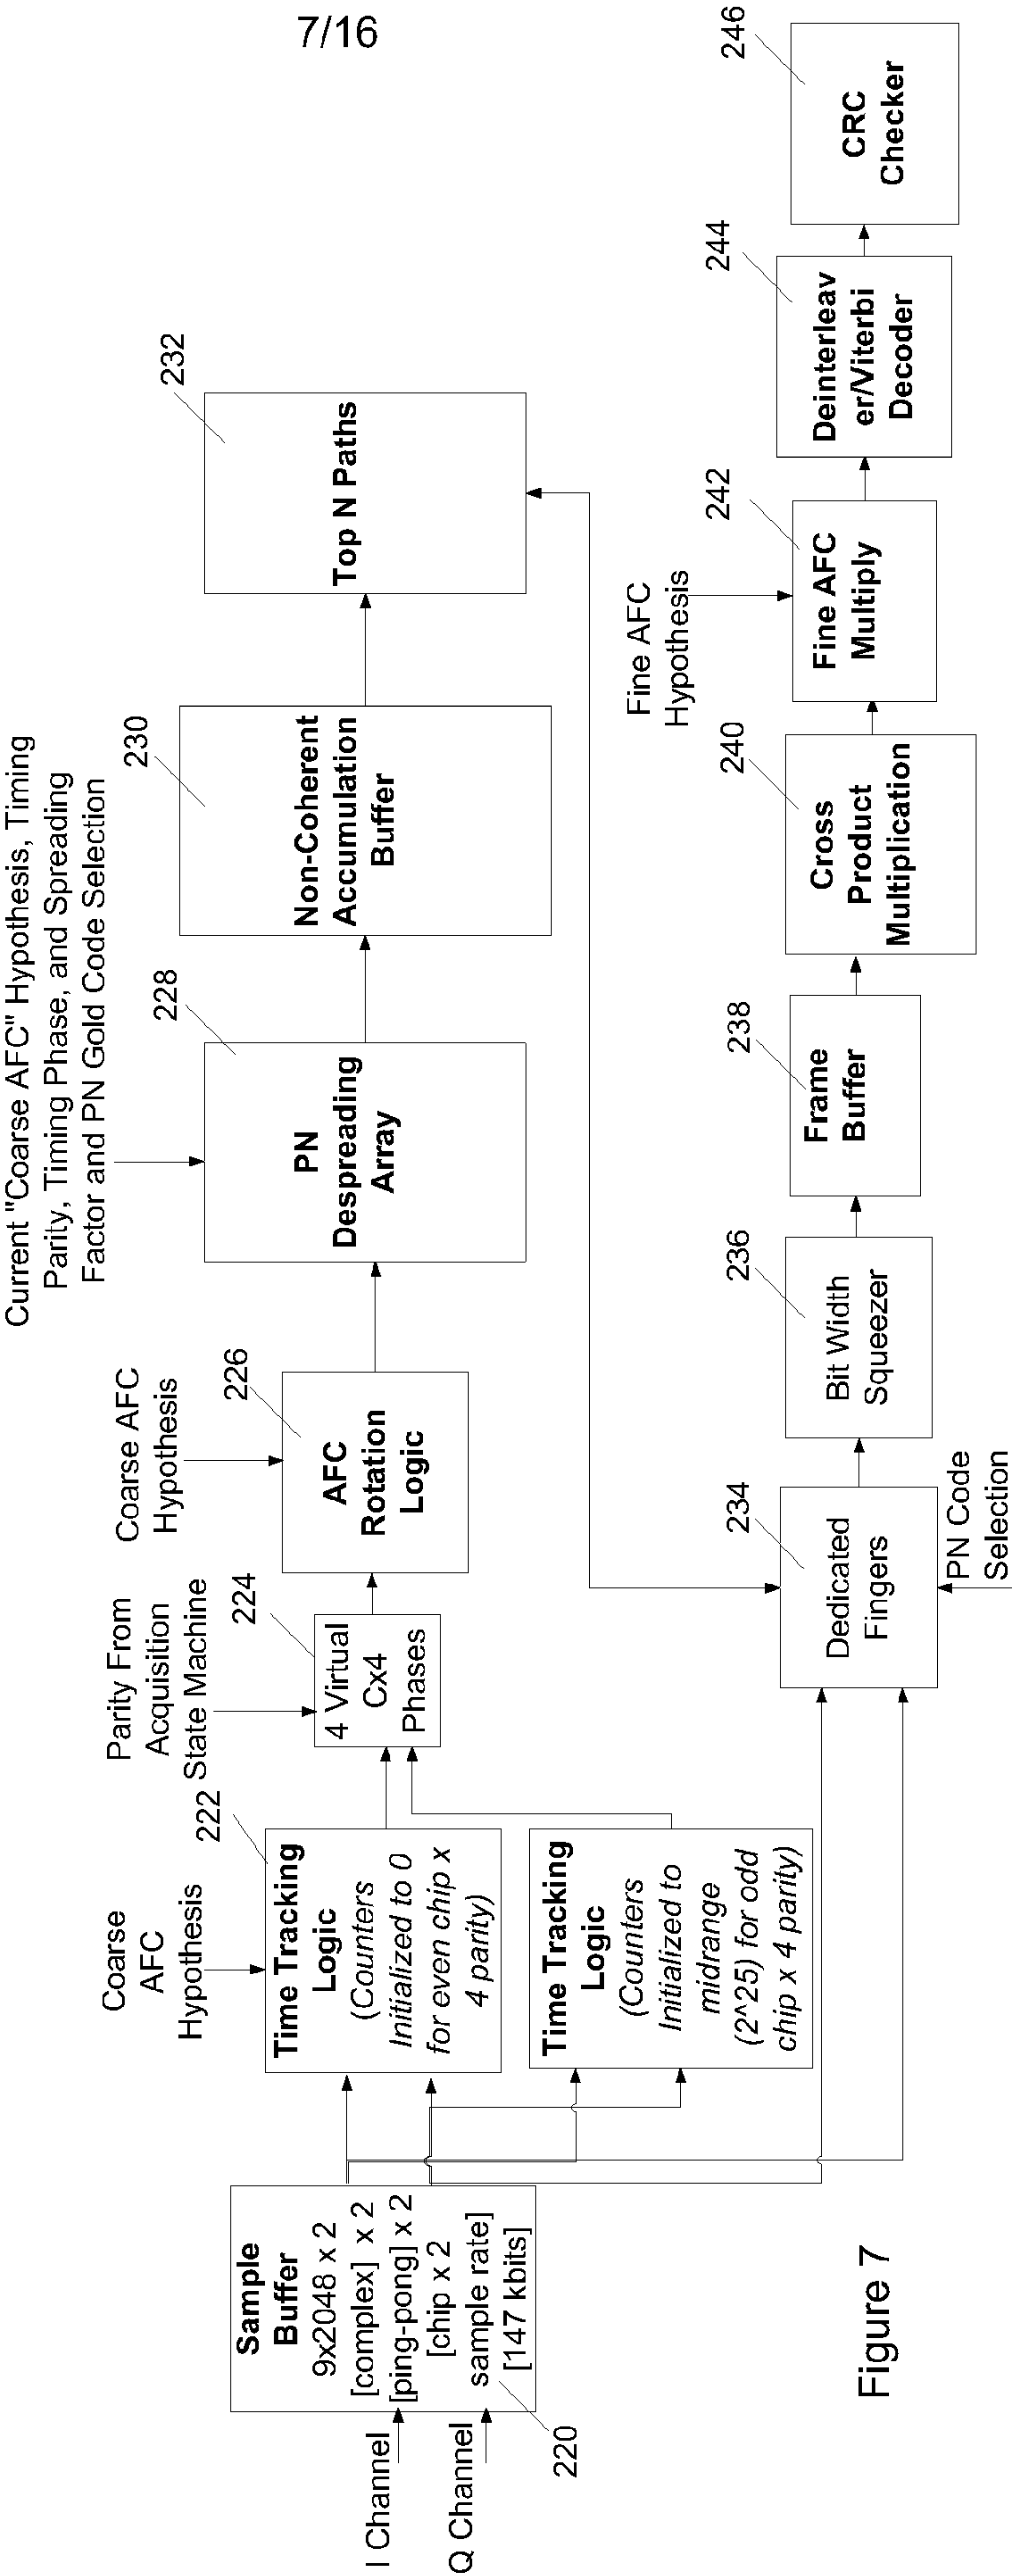 7/16
I Channel
Q Channel
220
Sample
Buffer
9x2048 x 2
[complex] x 2
[ping-pong] x 2
[chip x 2
sample rate]
[147 kbits]
Coarse
AFC
Hypothesis
222
Time Tracking
Logic
(Counters
Initialized to 0
for even chip x
4 parity)
Time Tracking
Logic
(Counters
Initialized to
midrange
(2^25) for odd
chip x 4 parity)
Parity From
Acquisition
State Machine
224
4 Virtual
Cx4
Phases
Coarse AFC
Hypothesis
226
AFC
Rotation
Logic
Current "Coarse AFC" Hypothesis, Timing
Parity, Timing Phase, and Spreading
Factor and PN Gold Code Selection
228
PN
Despreading
Array
230
Non-Coherent
Accumulation
Buffer
232
Top N Paths
234
Dedicated
Fingers
PN Code
Selection
236
Bit Width
Squeezer
238
Frame
Buffer
240
Cross
Product
Multiplication
Fine AFC
Hypothesis
242
Fine AFC
Multiply
244
Deinterleav
er/Viterbi
Decoder
246
CRC
Checker
Figure 7